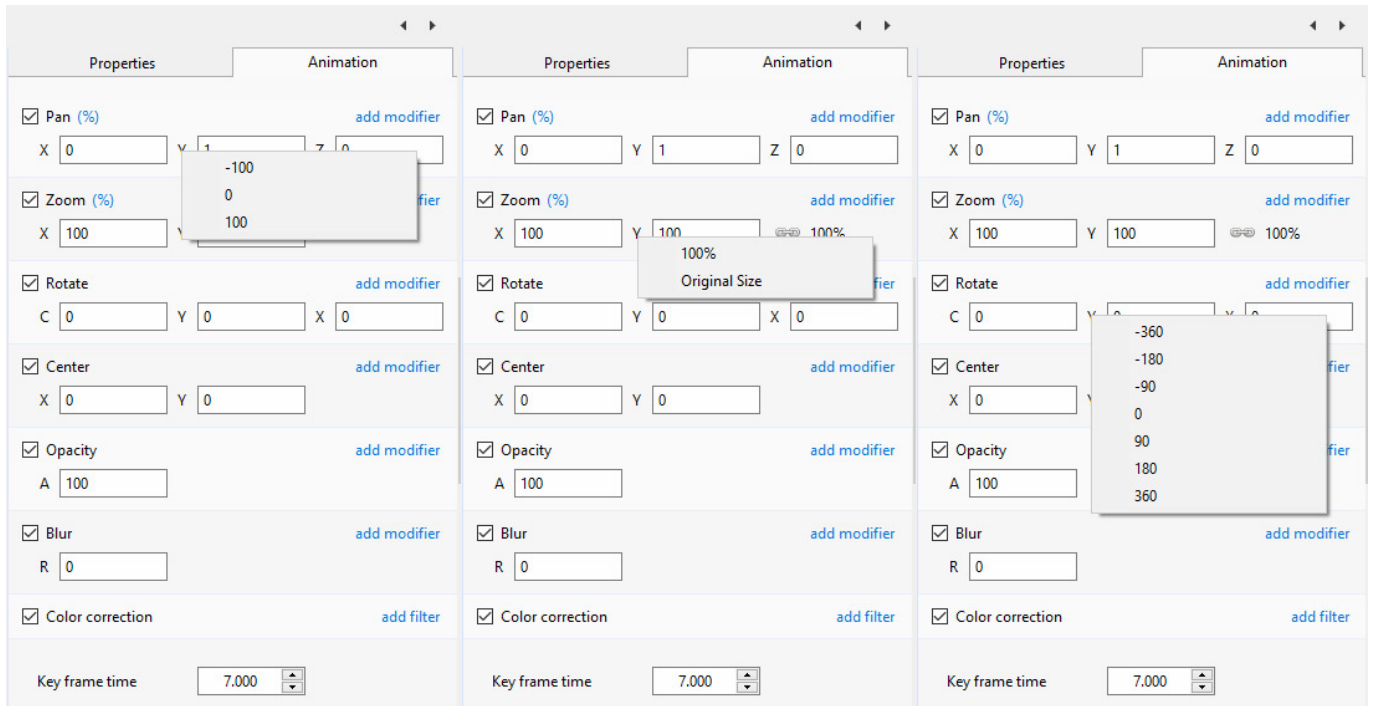 Properties Animation
Pan (%) add modifier
X 0 Y 1 Z 0
-100
0
100
Zoom (%) fier
X 100
Rotate add modifier
C 0 Y 0 X 0
Center add modifier
X 0 Y 0
Opacity add modifier
A 100
Blur add modifier
R 0
Color correction add filter
Key frame time 7.000
Properties Animation
Pan (%) add modifier
X 0 Y 1 Z 0
Zoom (%) add modifier
X 100 Y 100 100%
100%
Original Size
Rotate fier
C 0 Y 0 X 0
Center add modifier
X 0 Y 0
Opacity add modifier
A 100
Blur add modifier
R 0
Color correction add filter
Key frame time 7.000
Properties Animation
Pan (%) add modifier
X 0 Y 1 Z 0
Zoom (%) add modifier
X 100 Y 100 100%
Rotate add modifier
C 0 Y 0 X 0
-360
-180
-90
0
90
180
360
Center fier
X 0
Opacity fier
A 100
Blur add modifier
R 0
Color correction add filter
Key frame time 7.000